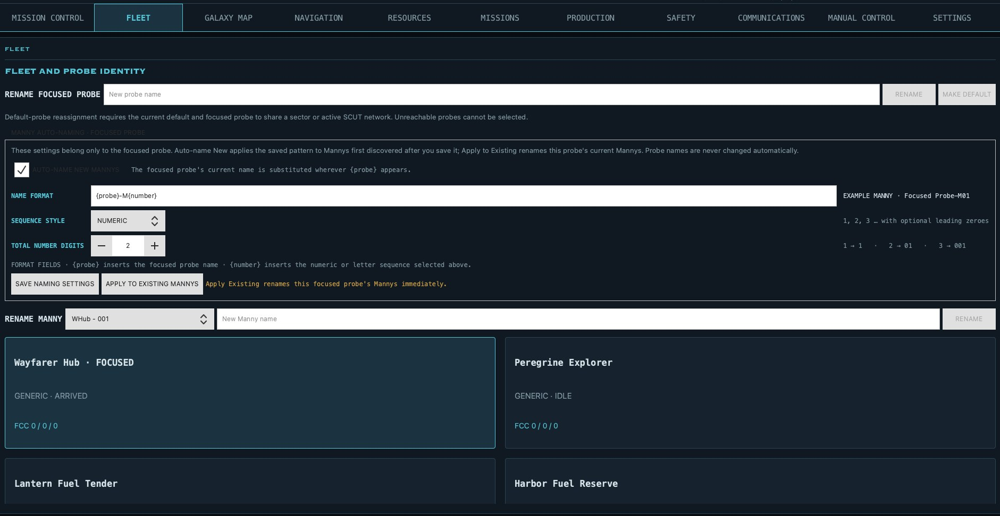 MISSION CONTROL FLEET GALAXY MAP NAVIGATION RESOURCES MISSIONS PRODUCTION SAFETY COMMUNICATIONS MANUAL CONTROL SETTINGS
FLEET
FLEET AND PROBE IDENTITY
RENAME FOCUSED PROBE New probe name RENAME MAKE DEFAULT
Default-probe reassignment requires the current default and focused probe to share a sector or active SCUT network. Unreachable probes cannot be selected.
MANNY AUTO-NAMING · FOCUSED PROBE
These settings belong only to the focused probe. Auto-name New applies the saved pattern to Mannys first discovered after you save it; Apply to Existing renames this probe's current Mannys. Probe names are never changed automatically.
AUTO-NAME NEW MANNYS The focused probe's current name is substituted wherever {probe} appears.
NAME FORMAT {probe}-M{number} EXAMPLE MANNY · Focused Probe–M01
SEQUENCE STYLE NUMERIC 1, 2, 3 … with optional leading zeroes
TOTAL NUMBER DIGITS — 2 + 1 → 1 · 2 → 01 · 3 → 001
FORMAT FIELDS · {probe} inserts the focused probe name · {number} inserts the numeric or letter sequence selected above.
SAVE NAMING SETTINGS APPLY TO EXISTING MANNYS Apply Existing renames this focused probe's Mannys immediately.
RENAME MANNY WHub - 001 New Manny name RENAME
Wayfarer Hub · FOCUSED
GENERIC · ARRIVED
FCC 0 / 0 / 0
Peregrine Explorer
GENERIC · IDLE
FCC 0 / 0 / 0
Lantern Fuel Tender
Harbor Fuel Reserve